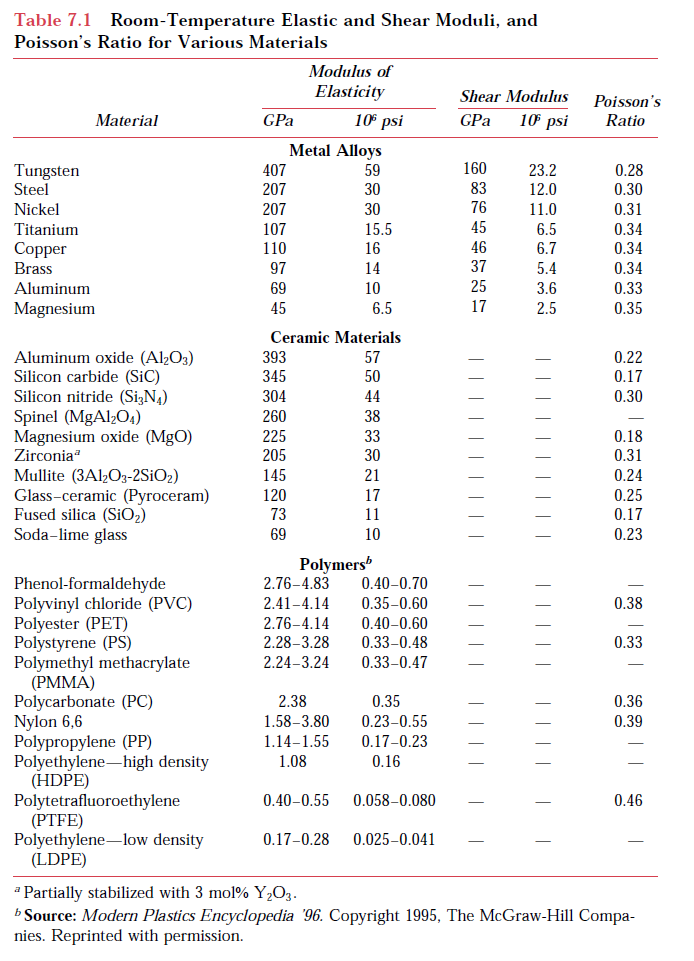 Table 7.1 Room-Temperature Elastic and Shear Moduli, and
Poisson's Ratio for Various Materials
Modulus of
Elasticity Shear Modulus Poisson's
Material GPa 10⁶ psi GPa 10⁶ psi Ratio
Metal Alloys
Tungsten 407 59 160 23.2 0.28
Steel 207 30 83 12.0 0.30
Nickel 207 30 76 11.0 0.31
Titanium 107 15.5 45 6.5 0.34
Copper 110 16 46 6.7 0.34
Brass 97 14 37 5.4 0.34
Aluminum 69 10 25 3.6 0.33
Magnesium 45 6.5 17 2.5 0.35
Ceramic Materials
Aluminum oxide (Al₂O₃) 393 57 — — 0.22
Silicon carbide (SiC) 345 50 — — 0.17
Silicon nitride (Si₃N₄) 304 44 — — 0.30
Spinel (MgAl₂O₄) 260 38 — — —
Magnesium oxide (MgO) 225 33 — — 0.18
Zirconiaᵃ 205 30 — — 0.31
Mullite (3Al₂O₃-2SiO₂) 145 21 — — 0.24
Glass–ceramic (Pyroceram) 120 17 — — 0.25
Fused silica (SiO₂) 73 11 — — 0.17
Soda–lime glass 69 10 — — 0.23
Polymersᵇ
Phenol-formaldehyde 2.76–4.83 0.40–0.70 — — —
Polyvinyl chloride (PVC) 2.41–4.14 0.35–0.60 — — 0.38
Polyester (PET) 2.76–4.14 0.40–0.60 — — —
Polystyrene (PS) 2.28–3.28 0.33–0.48 — — 0.33
Polymethyl methacrylate 2.24–3.24 0.33–0.47 — — —
(PMMA)
Polycarbonate (PC) 2.38 0.35 — — 0.36
Nylon 6,6 1.58–3.80 0.23–0.55 — — 0.39
Polypropylene (PP) 1.14–1.55 0.17–0.23 — — —
Polyethylene—high density 1.08 0.16 — — —
(HDPE)
Polytetrafluoroethylene 0.40–0.55 0.058–0.080 — — 0.46
(PTFE)
Polyethylene—low density 0.17–0.28 0.025–0.041 — — —
(LDPE)
ᵃ Partially stabilized with 3 mol% Y₂O₃.
ᵇ Source: Modern Plastics Encyclopedia '96. Copyright 1995, The McGraw-Hill Compa-
nies. Reprinted with permission.